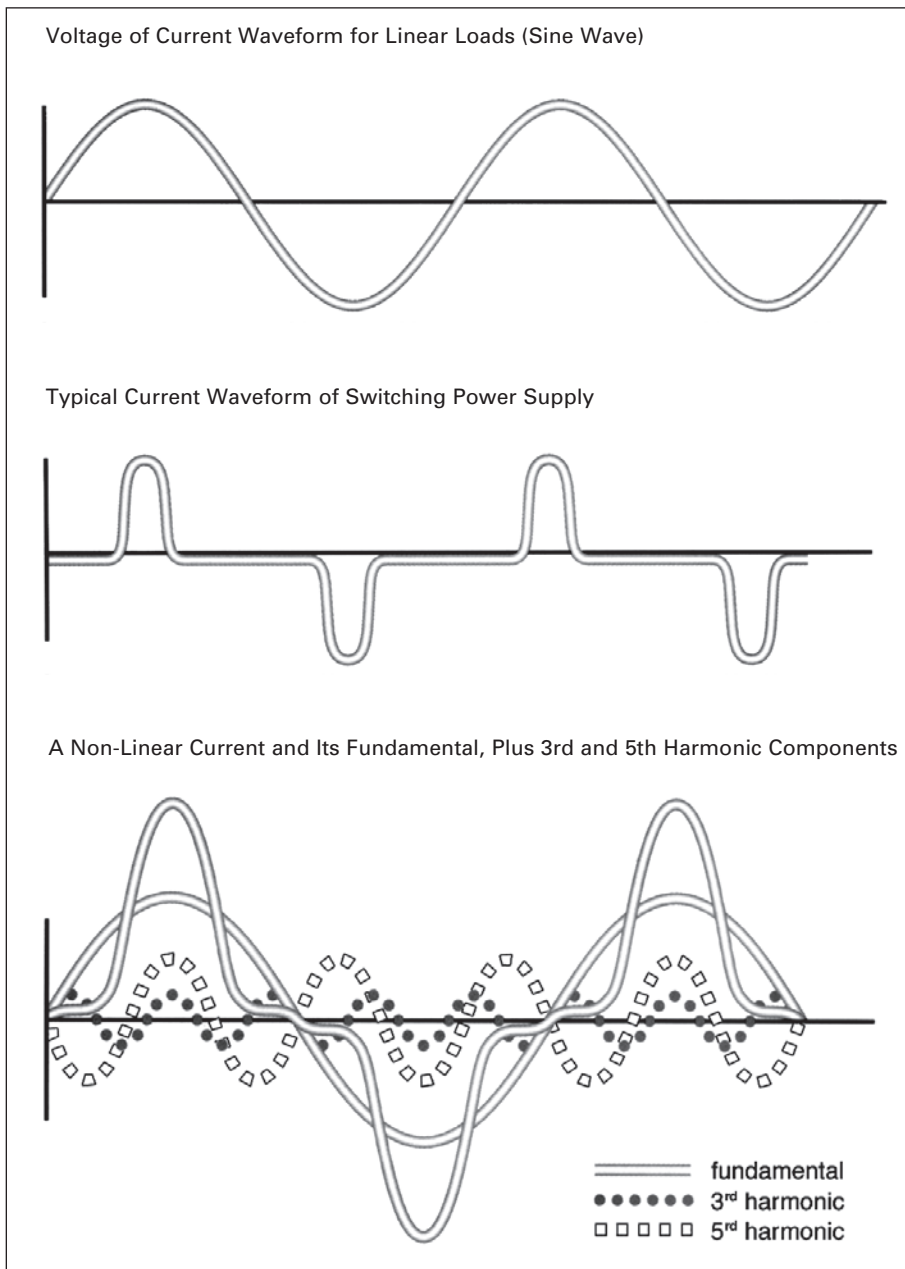 Voltage of Current Waveform for Linear Loads (Sine Wave)
Typical Current Waveform of Switching Power Supply
A Non-Linear Current and Its Fundamental, Plus 3rd and 5th Harmonic Components
fundamental
3rd harmonic
5rd harmonic